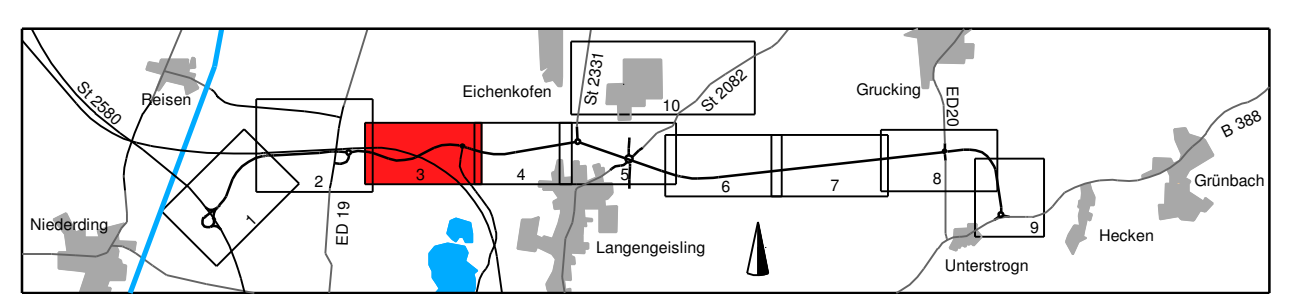 St 2580
Reisen
Niederding
1
2
ED 19
3
Eichenkofen
4
St 2331
5
10
St 2082
Langengeisling
6
7
Grucking
ED20
8
9
Unterstrogn
Hecken
Grünbach
B 388